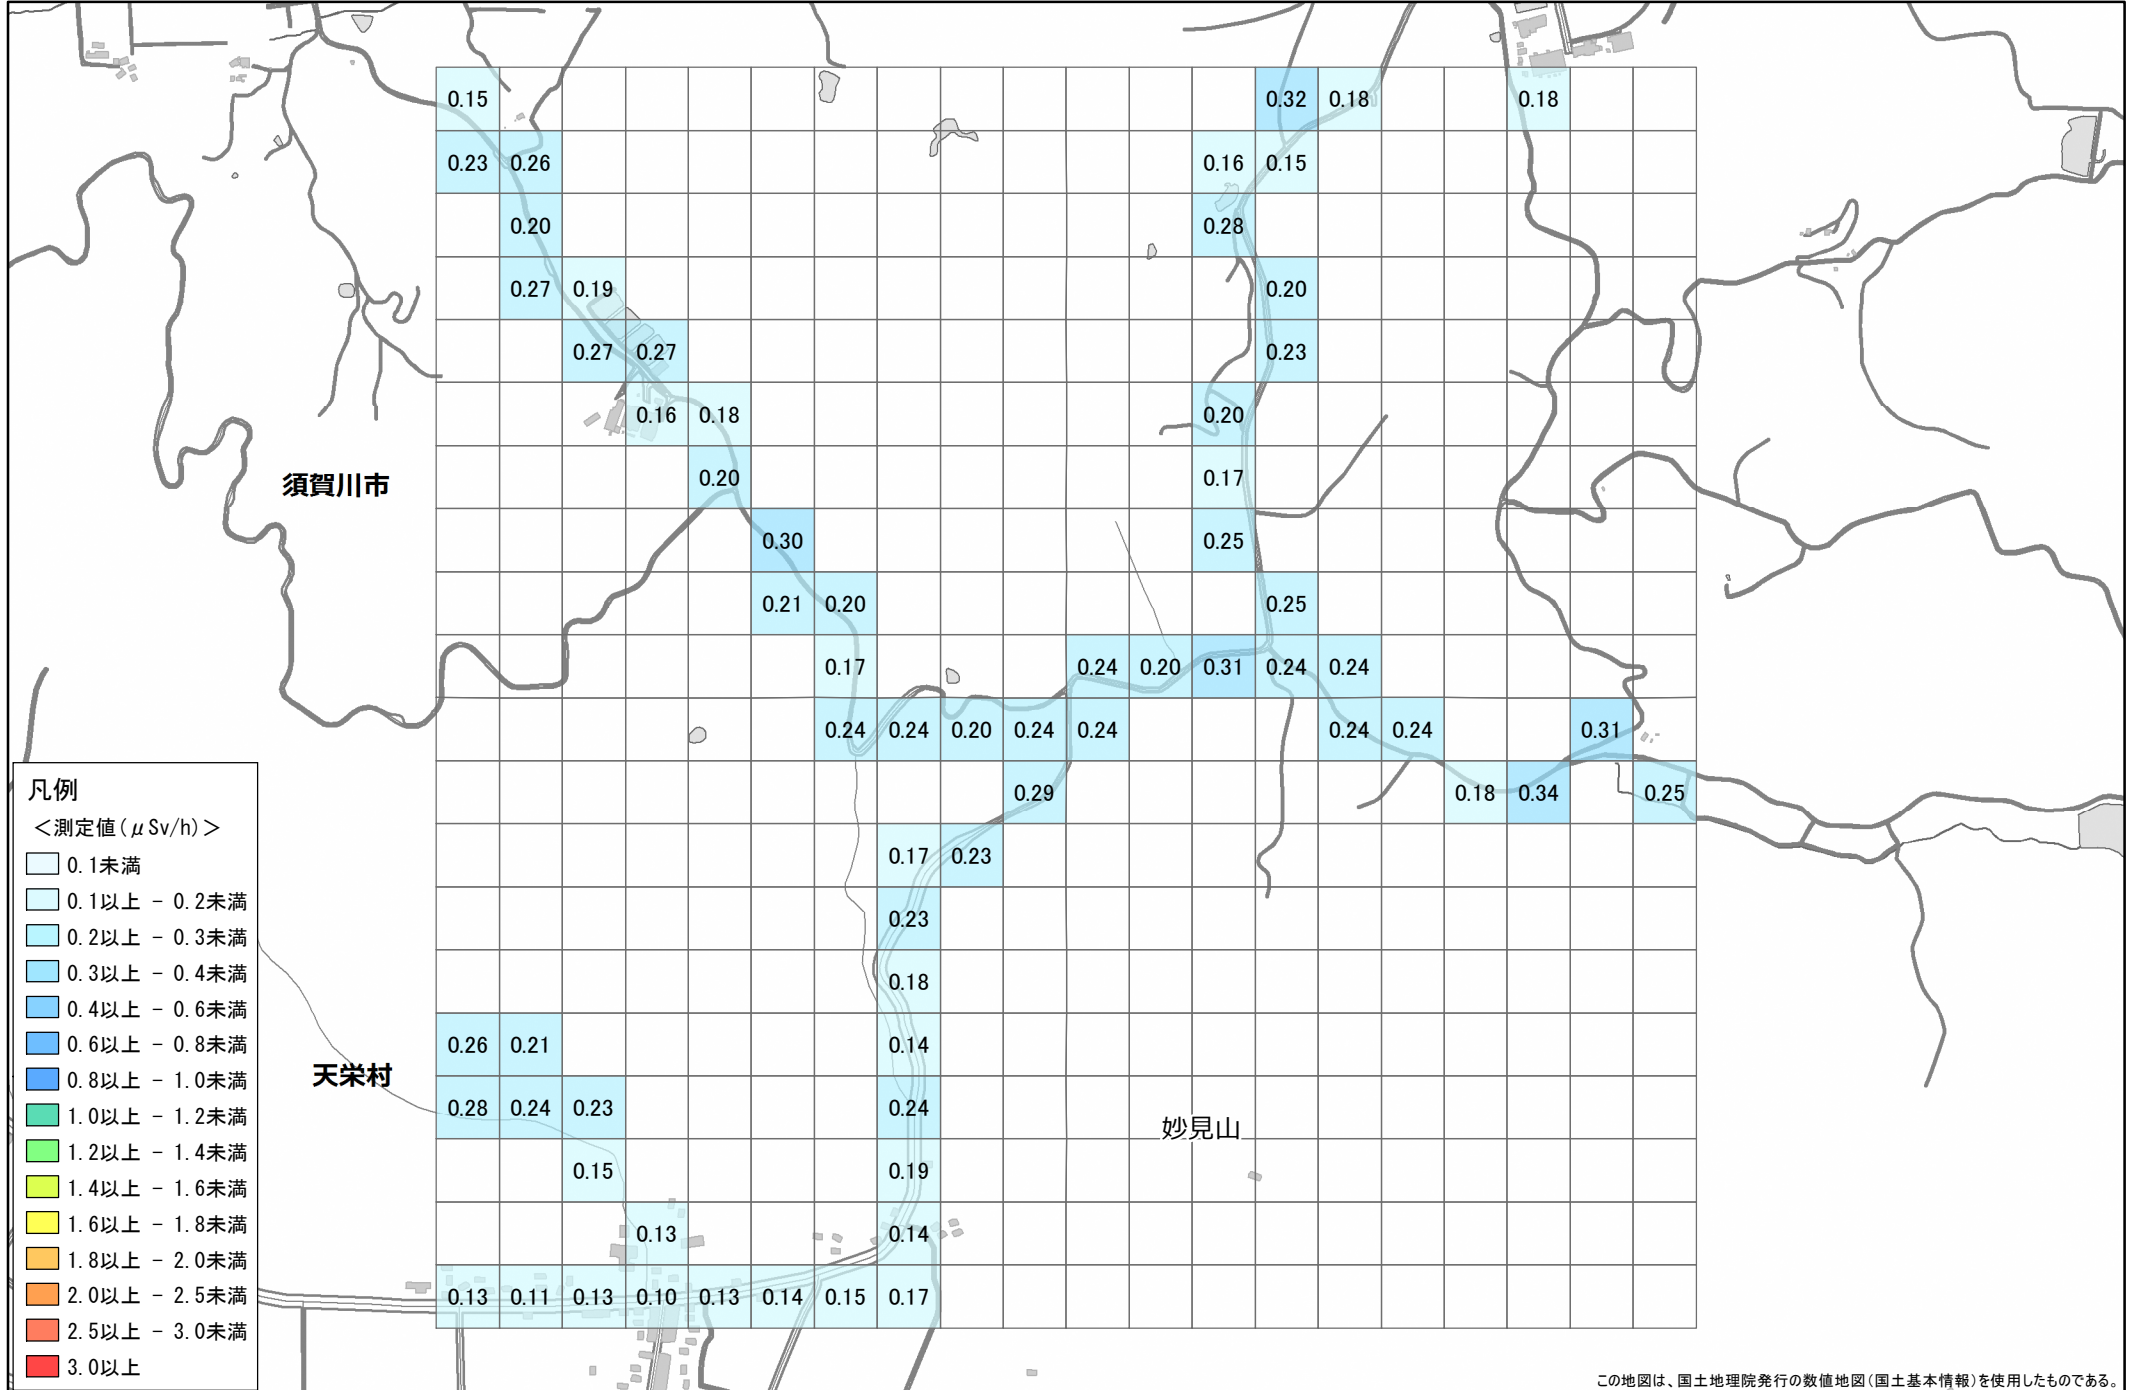 0.15 0.32 0.18 0.18
0.23 0.26 0.16 0.15
0.20 0.28
0.27 0.19 0.20
0.27 0.27 0.23
0.16 0.18 0.20
0.20 0.17
須賀川市
0.30 0.25
0.21 0.20 0.25
0.17 0.24 0.20 0.31 0.24 0.24
0.24 0.24 0.20 0.24 0.24 0.24 0.24 0.31
0.29 0.18 0.34 0.25
0.17 0.23
0.23
0.18
0.26 0.21 0.14
天栄村
0.28 0.24 0.23 0.24
妙見山
0.15 0.19
0.13 0.14
0.13 0.11 0.13 0.10 0.13 0.14 0.15 0.17
凡例
＜測定値(μSv/h)＞
0.1未満
0.1以上 - 0.2未満
0.2以上 - 0.3未満
0.3以上 - 0.4未満
0.4以上 - 0.6未満
0.6以上 - 0.8未満
0.8以上 - 1.0未満
1.0以上 - 1.2未満
1.2以上 - 1.4未満
1.4以上 - 1.6未満
1.6以上 - 1.8未満
1.8以上 - 2.0未満
2.0以上 - 2.5未満
2.5以上 - 3.0未満
3.0以上
この地図は、国土地理院発行の数値地図(国土基本情報)を使用したものである。